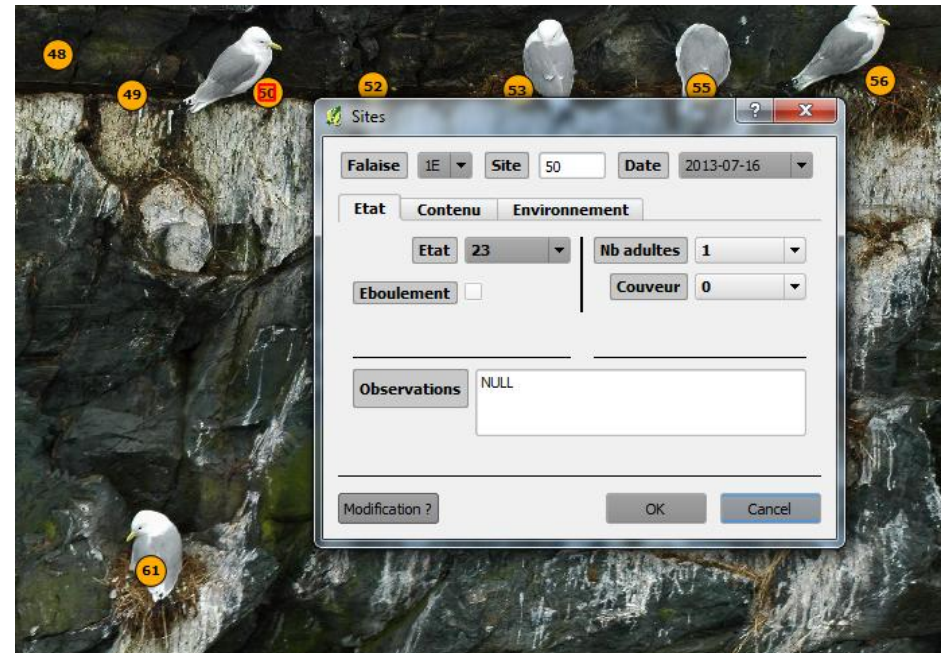 48
49
50
52
53
55
56
? X
Sites
Falaise 1E Site 50 Date 2013-07-16
Etat Contenu Environnement
Etat 23 Nb adultes 1
Eboulement Couveur 0
Observations NULL
Modification ? OK Cancel
61